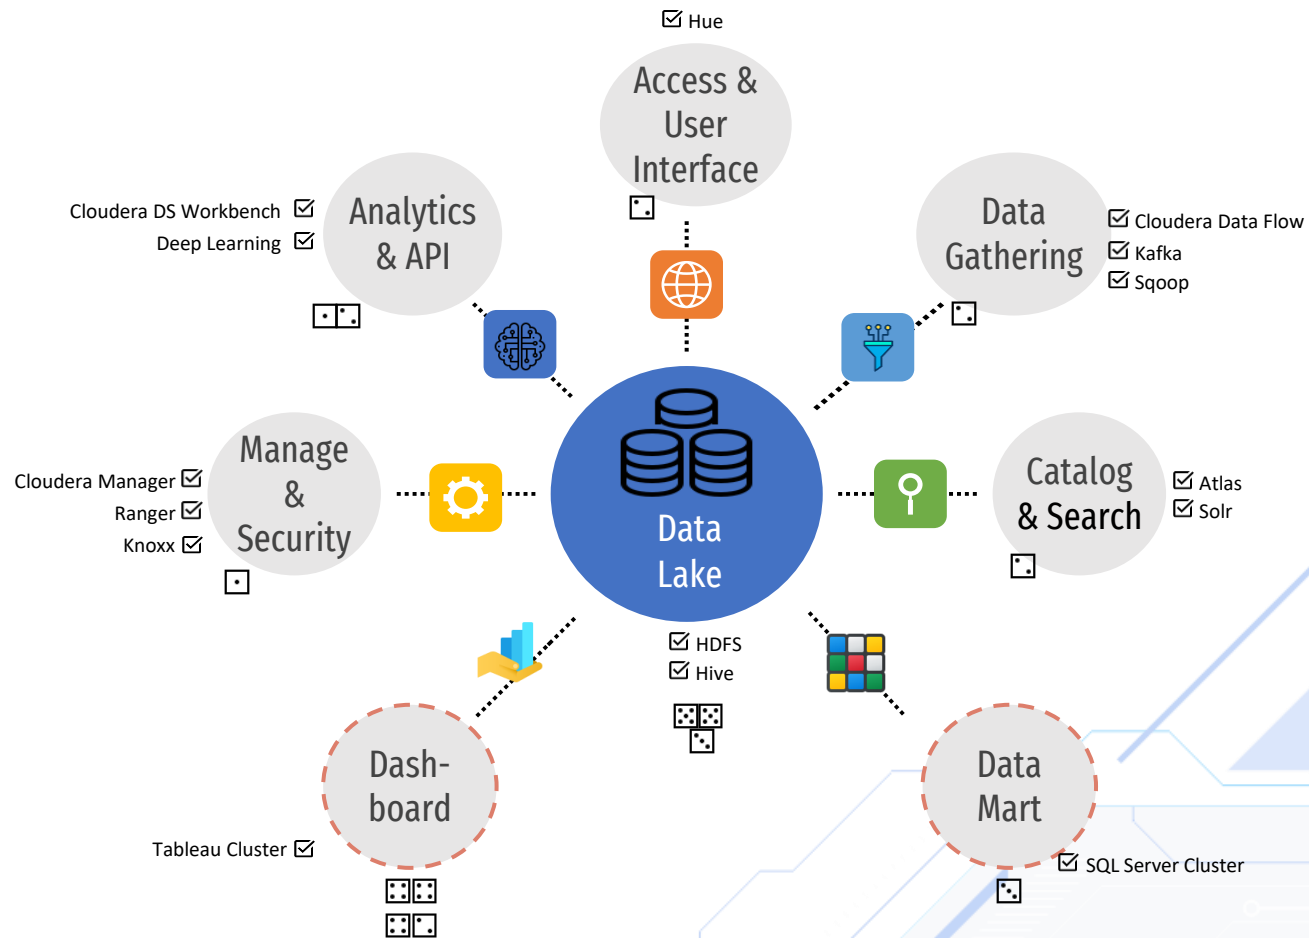 Hue
Access &
User
Interface
Cloudera DS Workbench
Deep Learning
Analytics
& API
Data
Gathering
Cloudera Data Flow
Kafka
Sqoop
Cloudera Manager
Ranger
Knoxx
Manage
&
Security
Data
Lake
HDFS
Hive
Catalog
& Search
Atlas
Solr
Dash-
board
Tableau Cluster
Data
Mart
SQL Server Cluster